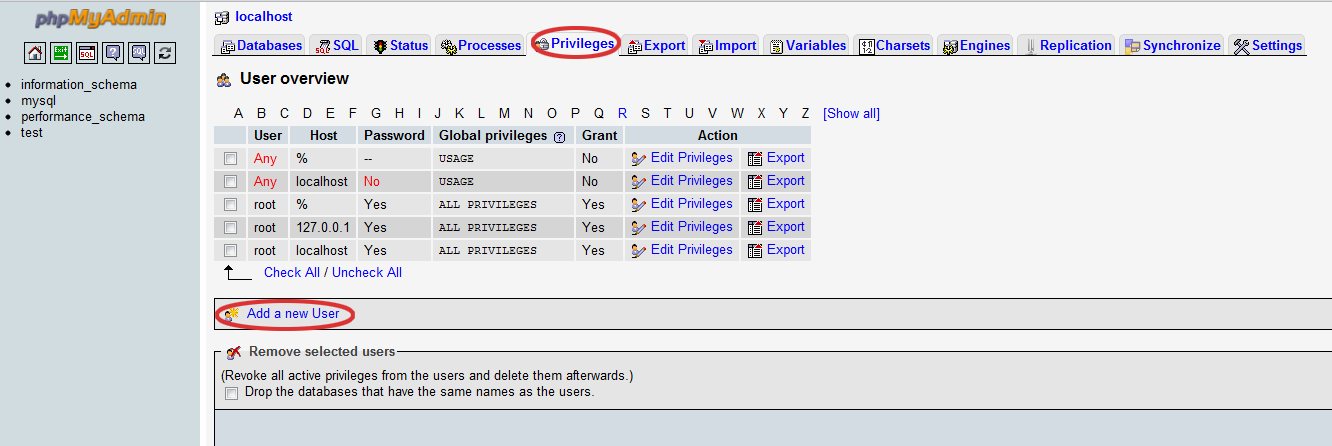 phpMyAdmin
information_schema
mysql
performance_schema
test
localhost
Databases SQL Status Processes Privileges Export Import Variables Charsets Engines Replication Synchronize Settings
User overview
A B C D E F G H I J K L M N O P Q R S T U V W X Y Z [Show all]
User Host Password Global privileges Grant Action
Any % -- USAGE No Edit Privileges Export
Any localhost No USAGE No Edit Privileges Export
root % Yes ALL PRIVILEGES Yes Edit Privileges Export
root 127.0.0.1 Yes ALL PRIVILEGES Yes Edit Privileges Export
root localhost Yes ALL PRIVILEGES Yes Edit Privileges Export
Check All / Uncheck All
Add a new User
Remove selected users
(Revoke all active privileges from the users and delete them afterwards.)
Drop the databases that have the same names as the users.